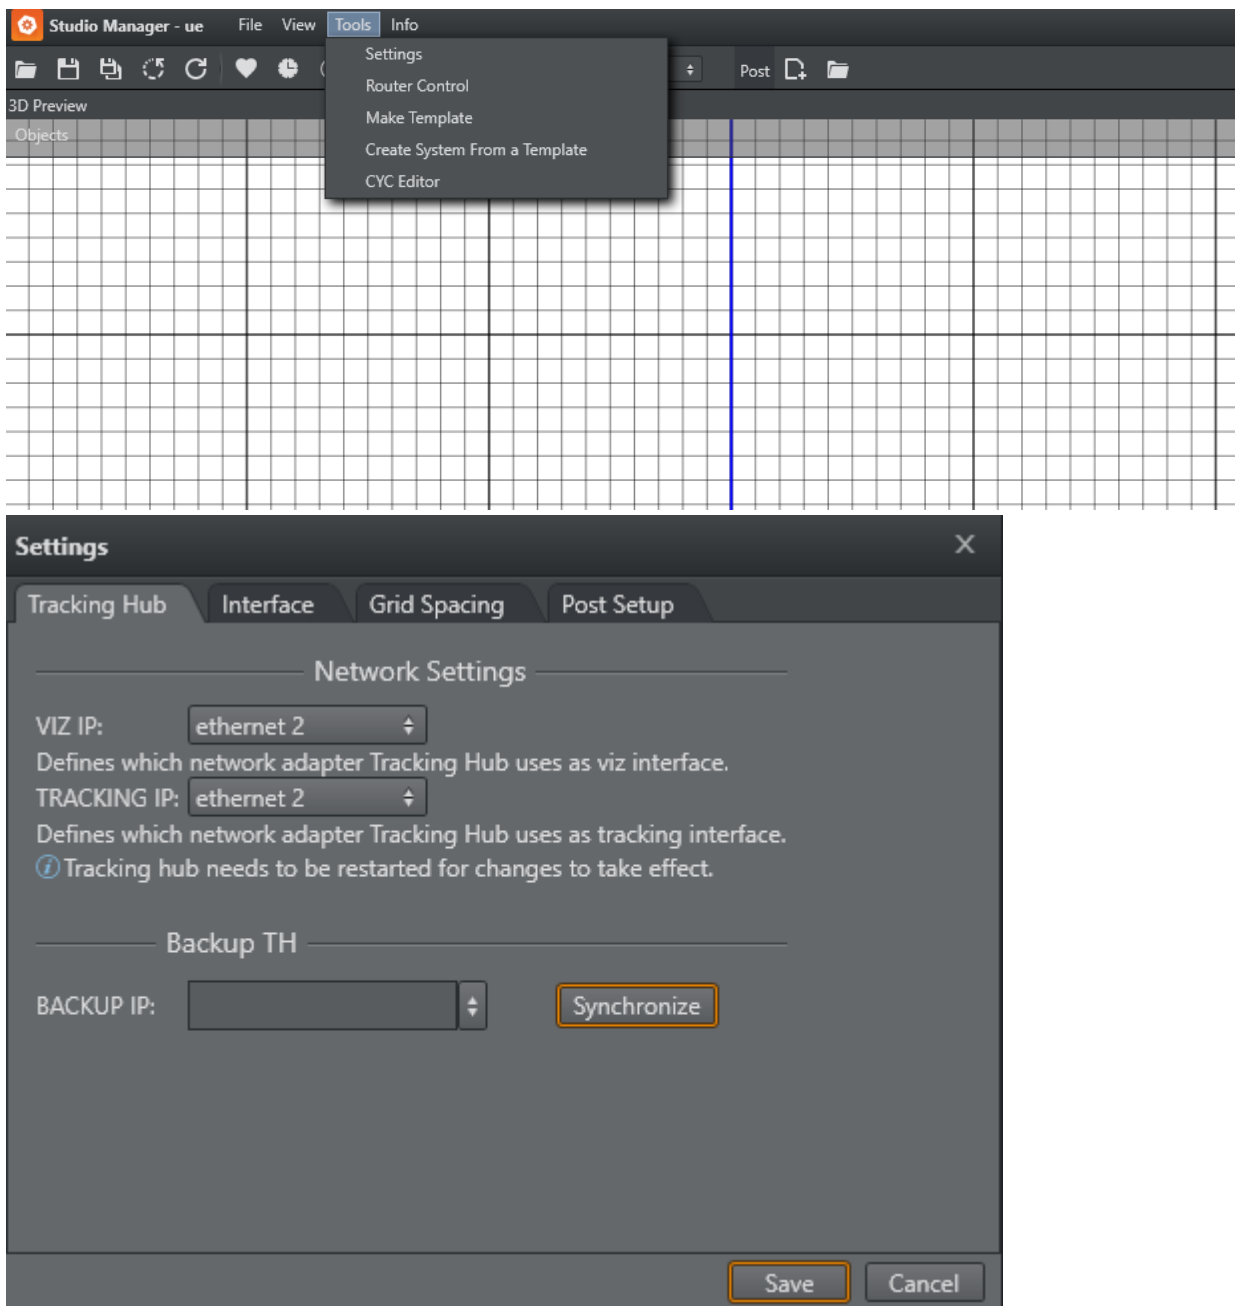 Studio Manager - ue File View Tools Info
Settings
Post
Router Control
3D Preview
Make Template
Objects
Create System From a Template
CYC Editor
Settings X
Tracking Hub Interface Grid Spacing Post Setup
Network Settings
VIZ IP: ethernet 2
Defines which network adapter Tracking Hub uses as viz interface.
TRACKING IP: ethernet 2
Defines which network adapter Tracking Hub uses as tracking interface.
Tracking hub needs to be restarted for changes to take effect.
Backup TH
BACKUP IP: Synchronize
Save Cancel